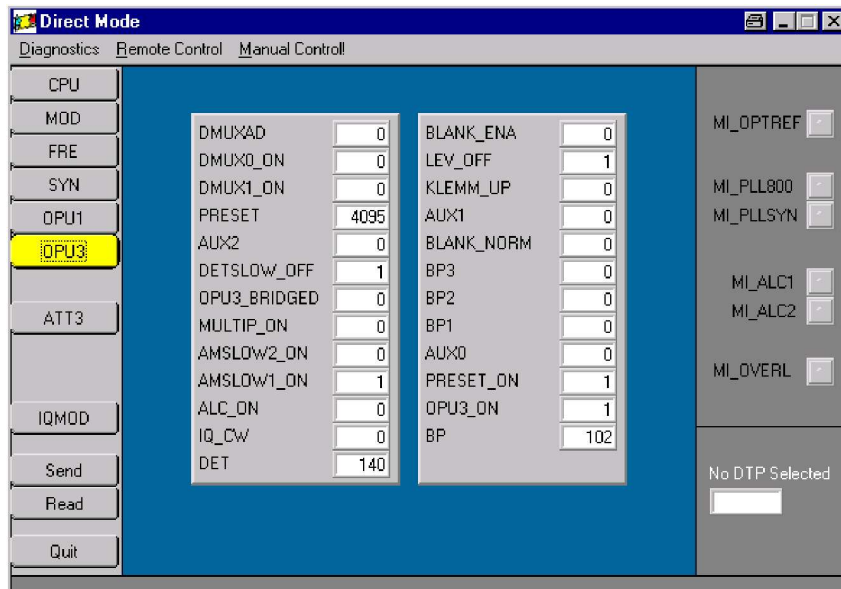 Direct Mode
Diagnostics Remote Control Manual Control!
CPU
MOD
FRE
SYN
OPU1
OPU3
ATT3
IQMOD
Send
Read
Quit
DMUXAD 0
DMUX0_ON 0
DMUX1_ON 0
PRESET 4095
AUX2 0
DETSLOW_OFF 1
OPU3_BRIDGED 0
MULTIP_ON 0
AMSLOW2_ON 0
AMSLOW1_ON 1
ALC_ON 0
IQ_CW 0
DET 140
BLANK_ENA 0
LEV_OFF 1
KLEMM_UP 0
AUX1 0
BLANK_NORM 0
BP3 0
BP2 0
BP1 0
AUX0 0
PRESET_ON 1
OPU3_ON 1
BP 102
MI_OPTREF
MI_PLL800
MI_PLLSYN
MI_ALC1
MI_ALC2
MI_OVERL
No DTP Selected